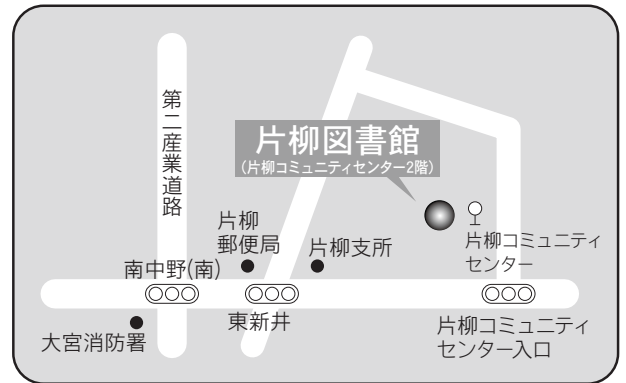 第二産業道路
片柳図書館
(片柳コミュニティセンター2階)
片柳
郵便局
片柳支所
片柳コミュニティ
センター
南中野(南)
大宮消防署
東新井
片柳コミュニティ
センター入口